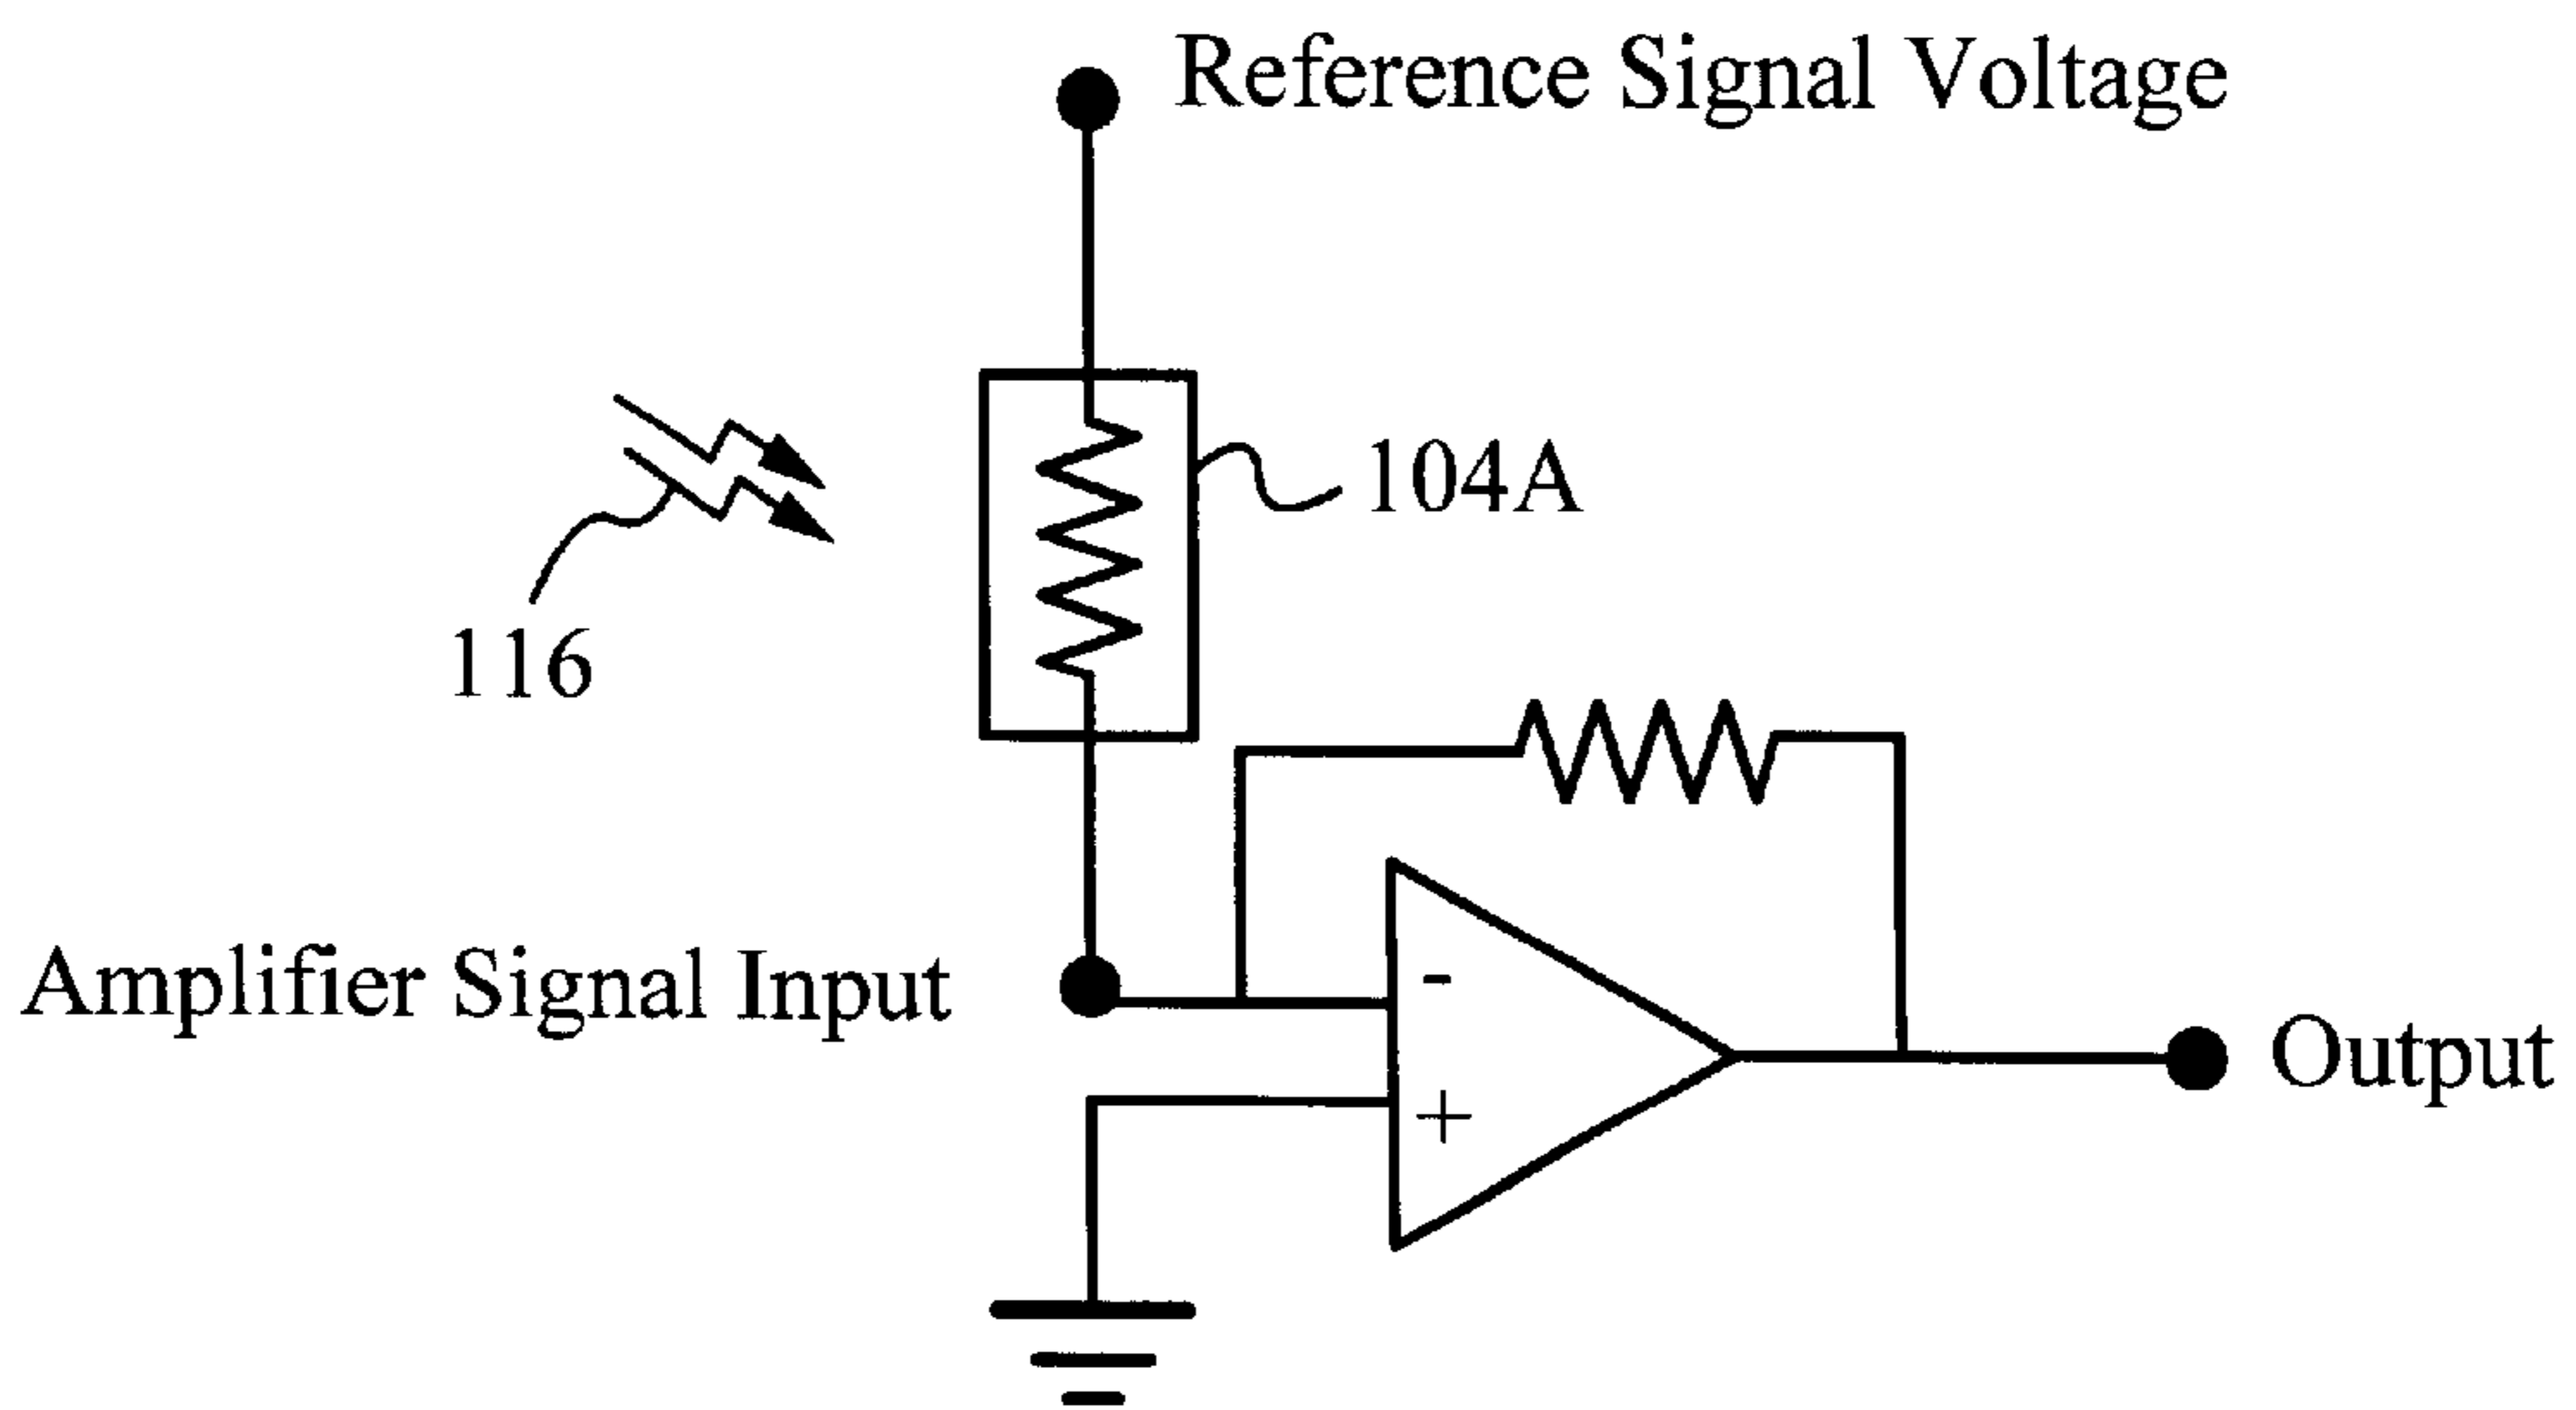 Reference Signal Voltage
104A
116
Amplifier Signal Input
-
+
Output